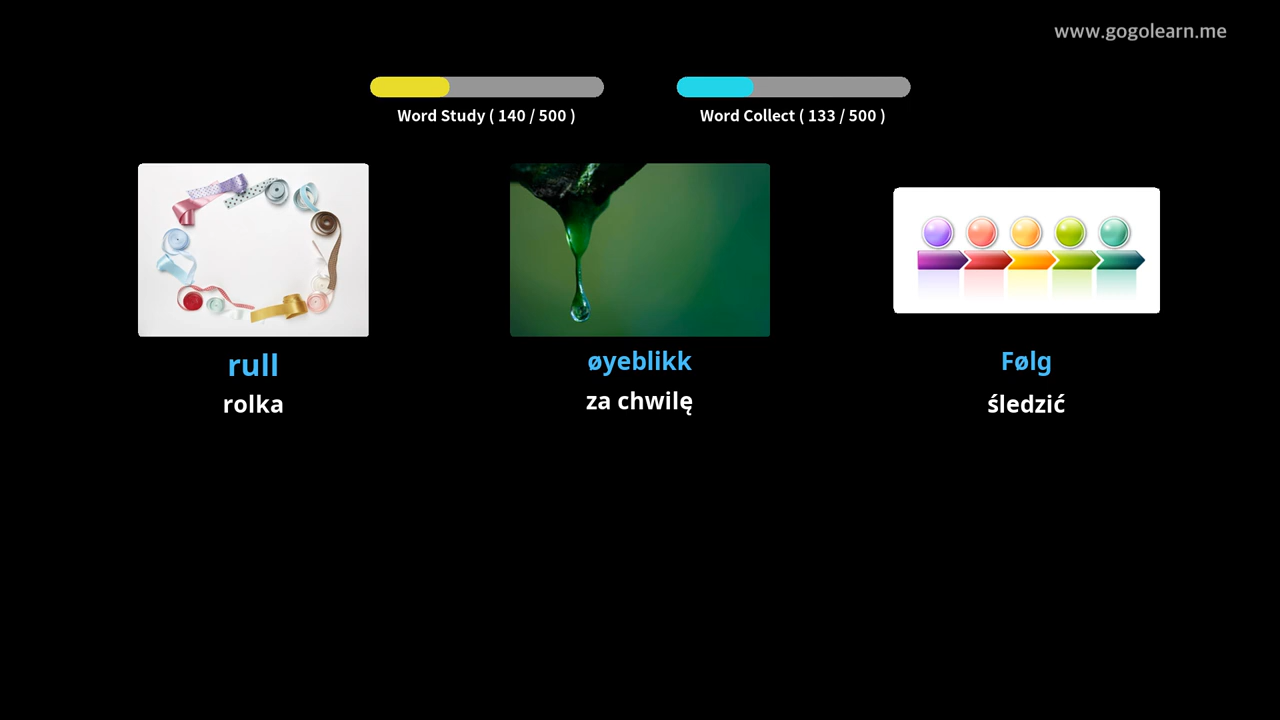 www.gogolearn.me
Word Study ( 140 / 500 )
Word Collect ( 133 / 500 )
rull
rolka
øyeblikk
za chwilę
Følg
śledzić